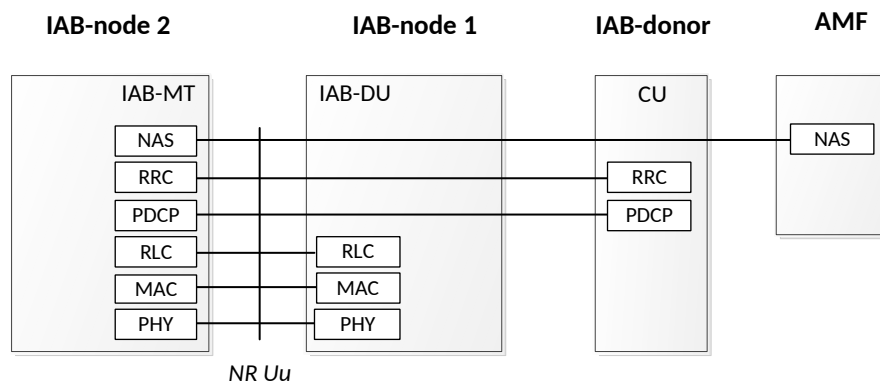 IAB-node 2 IAB-node 1 IAB-donor AMF
IAB-MT IAB-DU CU
NAS NAS
RRC RRC
PDCP PDCP
RLC RLC
MAC MAC
PHY PHY
NR Uu